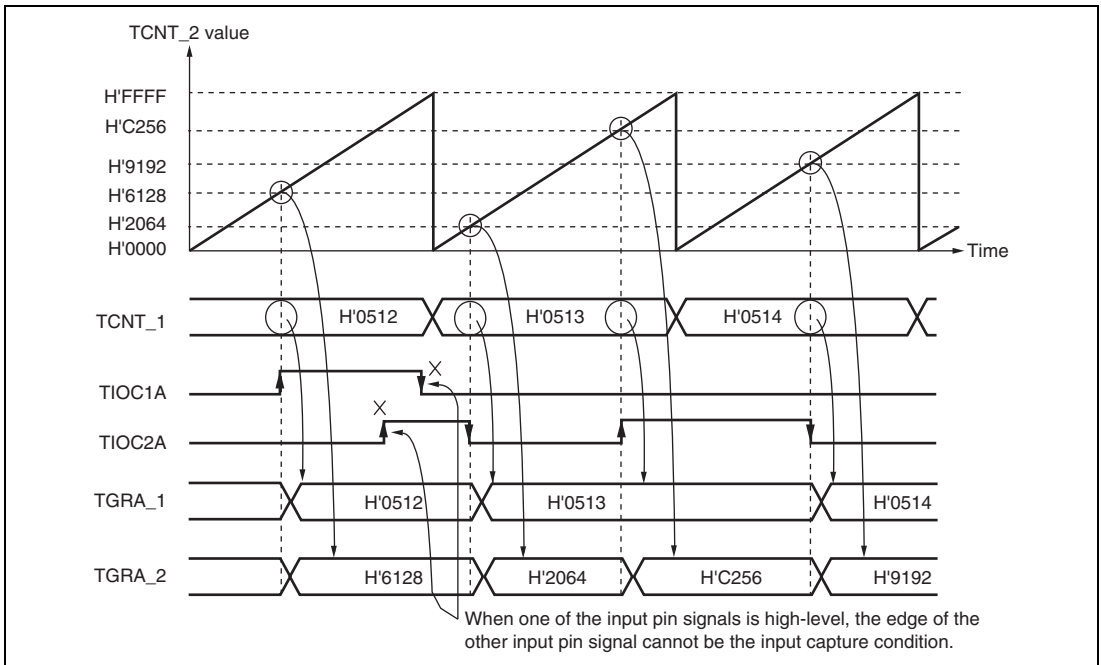 TCNT_2 value
H'FFFF
H'C256
H'9192
H'6128
H'2064
H'0000
Time
TCNT_1 H'0512 H'0513 H'0514
TIOC1A X
X
TIOC2A
TGRA_1 H'0512 H'0513 H'0514
TGRA_2 H'6128 H'2064 H'C256 H'9192
When one of the input pin signals is high-level, the edge of the
other input pin signal cannot be the input capture condition.